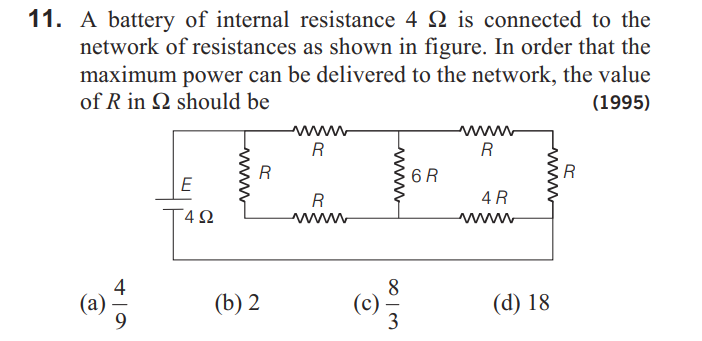 11. A battery of internal resistance 4 Ω is connected to the
network of resistances as shown in figure. In order that the
maximum power can be delivered to the network, the value
of R in Ω should be (1995)
R R
R 6 R R
E
R 4 R
4 Ω
(a) 4/9 (b) 2 (c) 8/3 (d) 18